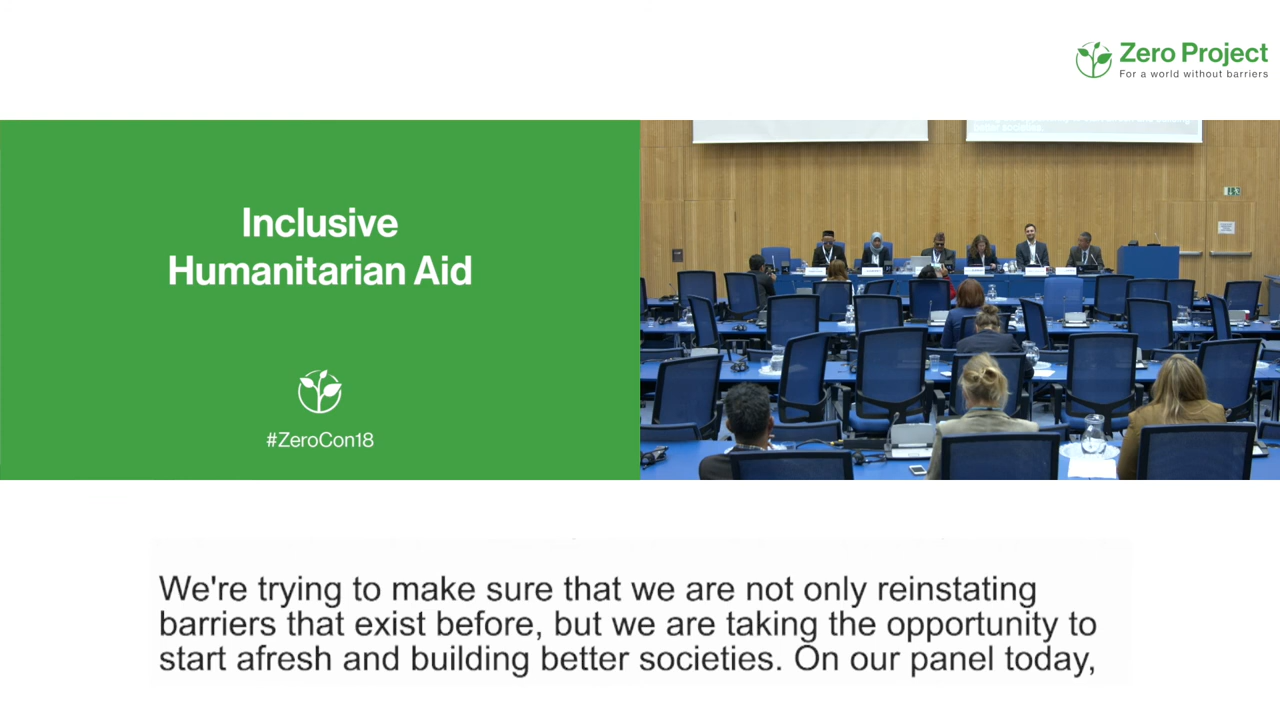 Zero Project
For a world without barriers
Inclusive
Humanitarian Aid
#ZeroCon18
better societies.
We're trying to make sure that we are not only reinstating
barriers that exist before, but we are taking the opportunity to
start afresh and building better societies. On our panel today,